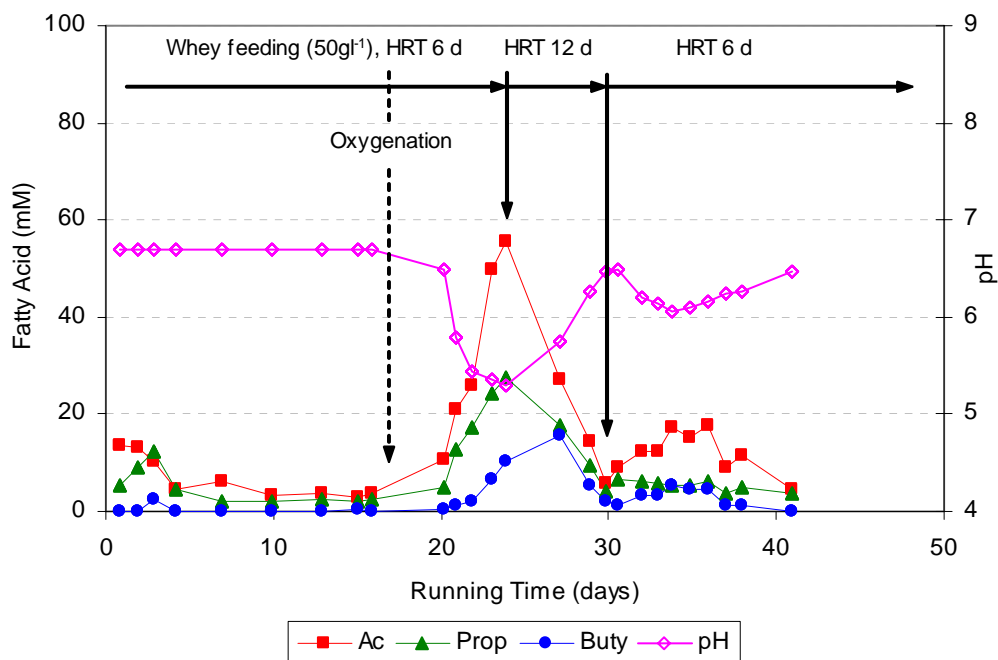 Whey feeding (50gl-1), HRT 6 d
HRT 12 d
HRT 6 d
Oxygenation
Fatty Acid (mM)
100
80
60
40
20
0
pH
9
8
7
6
5
4
0 10 20 30 40 50
Running Time (days)
Ac Prop Buty pH